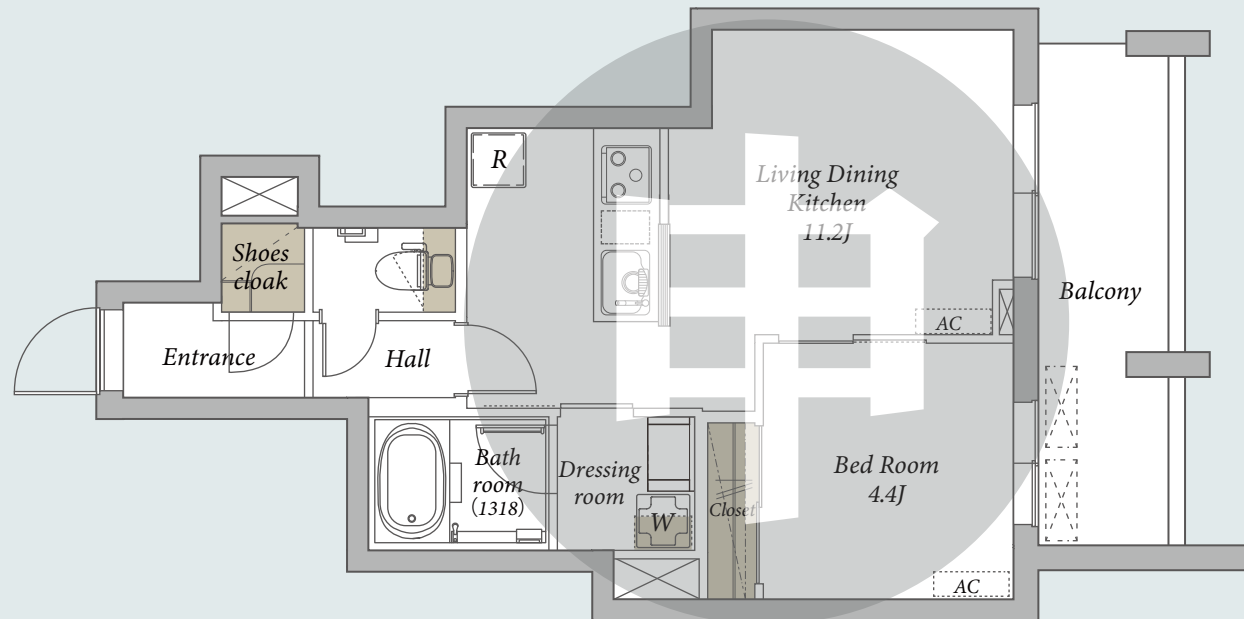 R
Living Dining
Kitchen
11.2J
Shoes
cloak
Balcony
AC
Entrance
Hall
Bath
room
(1318)
Dressing
room
W
Closet
Bed Room
4.4J
AC